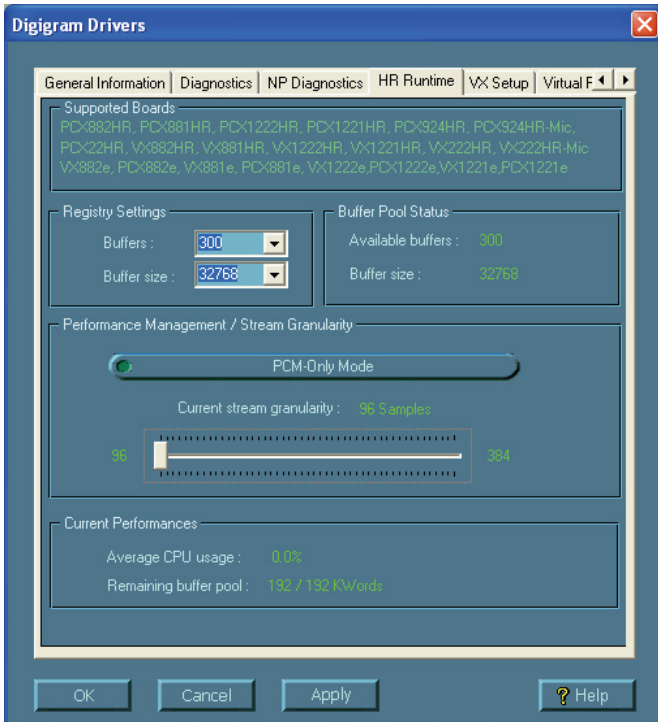 Digigram Drivers
General Information Diagnostics NP Diagnostics HR Runtime VX Setup Virtual F
Supported Boards
PCX882HR, PCX881HR, PCX1222HR, PCX1221HR, PCX924HR, PCX924HR-Mic,
PCX22HR, VX882HR, VX881HR, VX1222HR, VX1221HR, VX222HR, VX222HR-Mic
VX882e, PCX882e, VX881e, PCX881e, VX1222e,PCX1222e,VX1221e,PCX1221e
Registry Settings
Buffers : 300
Buffer size : 32768
Buffer Pool Status
Available buffers : 300
Buffer size : 32768
Performance Management / Stream Granularity
PCM-Only Mode
Current stream granularity : 96 Samples
96 384
Current Performances
Average CPU usage : 0.0%
Remaining buffer pool : 192 / 192 KWords
OK Cancel Apply ? Help